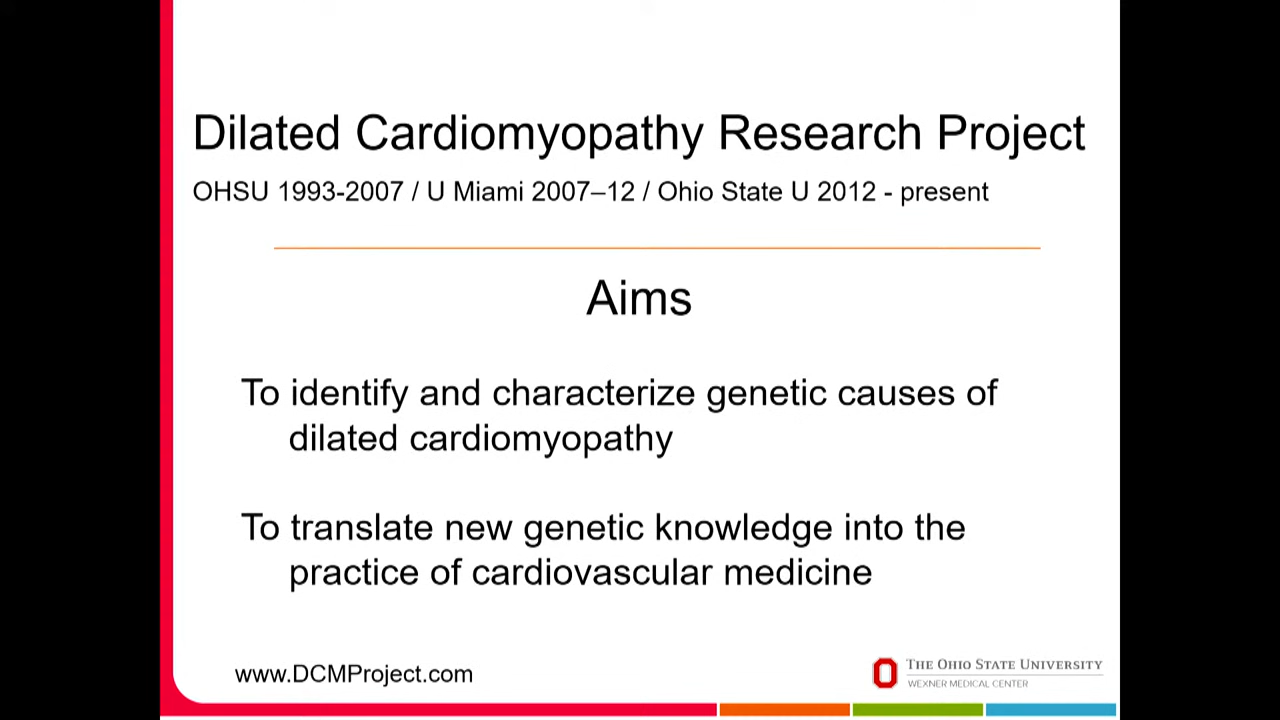 Dilated Cardiomyopathy Research Project
OHSU 1993-2007 / U Miami 2007–12 / Ohio State U 2012 - present
Aims
To identify and characterize genetic causes of
dilated cardiomyopathy
To translate new genetic knowledge into the
practice of cardiovascular medicine
www.DCMProject.com
THE OHIO STATE UNIVERSITY
WEXNER MEDICAL CENTER